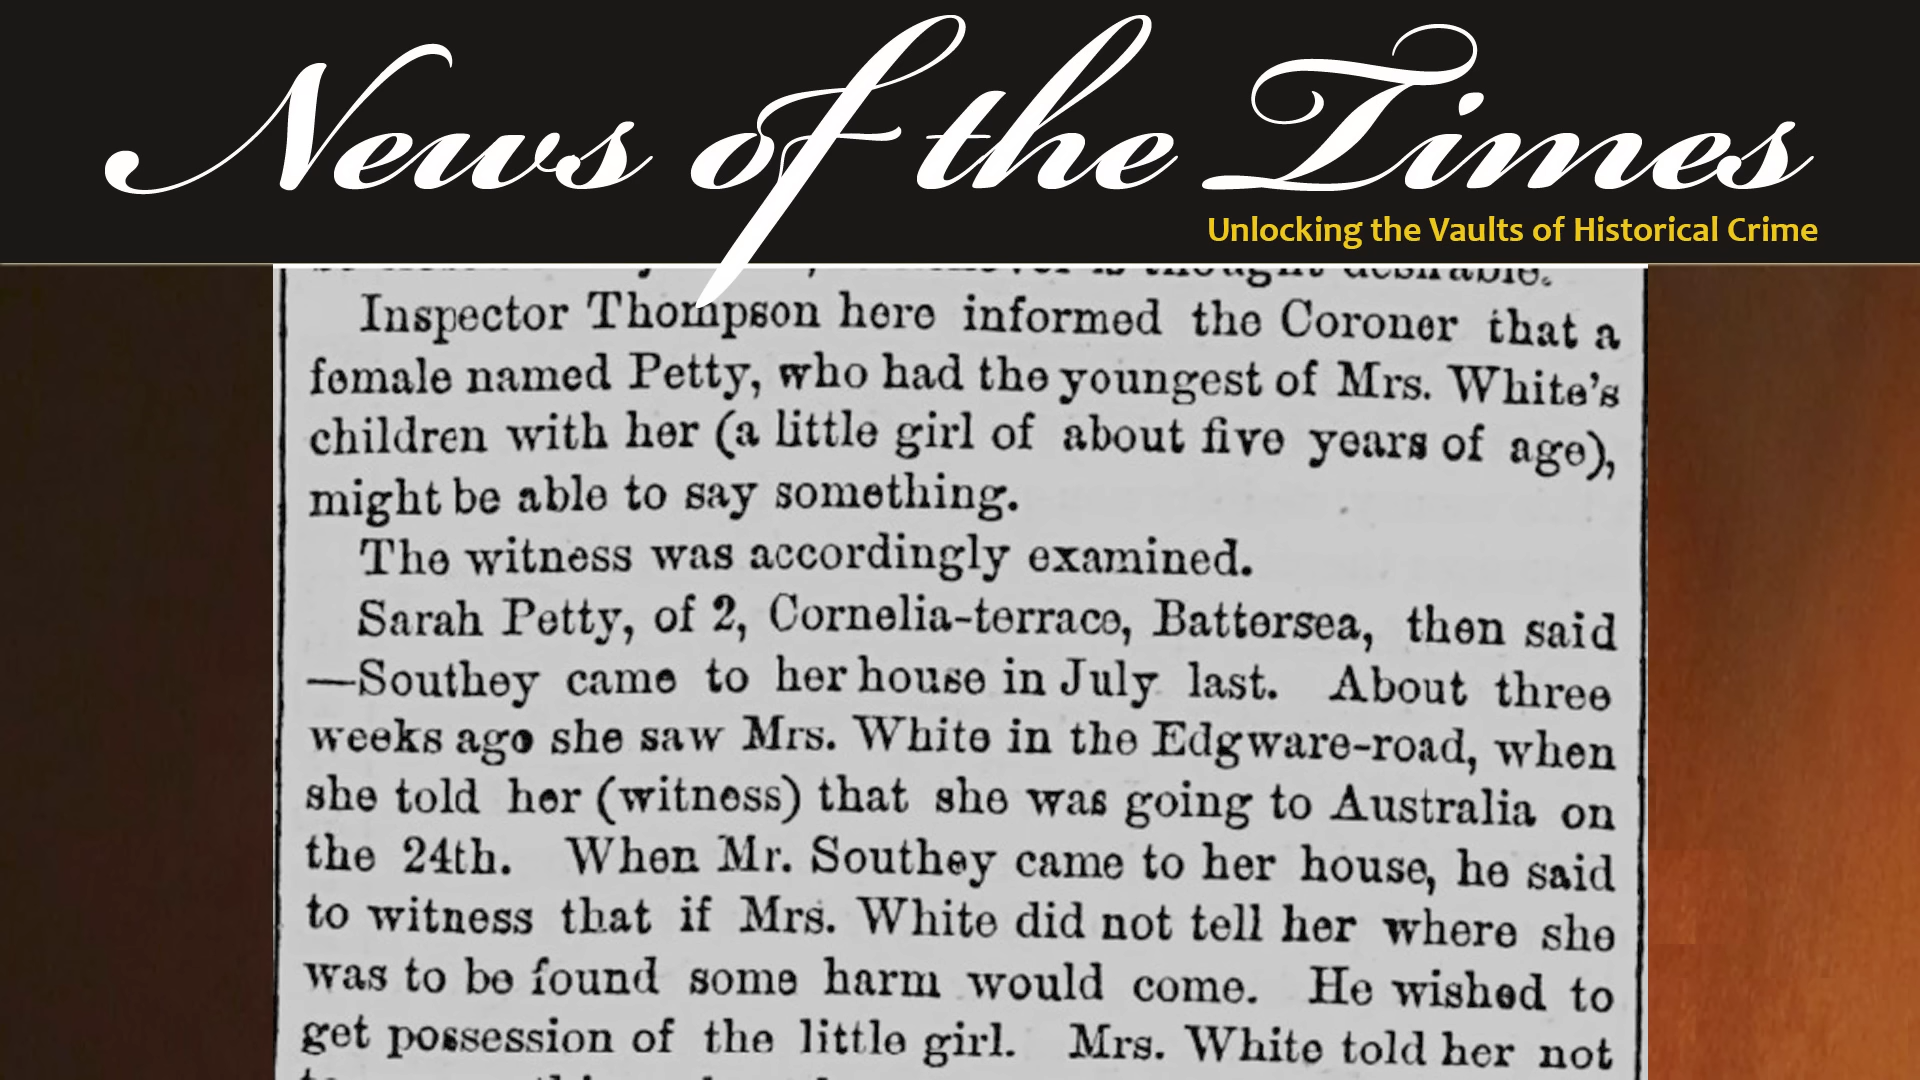 News of the Times
Unlocking the Vaults of Historical Crime
is thought desirable.
Inspector Thompson here informed the Coroner that a
female named Petty, who had the youngest of Mrs. White's
children with her (a little girl of about five years of age),
might be able to say something.
The witness was accordingly examined.
Sarah Petty, of 2, Cornelia-terrace, Battersea, then said
—Southey came to her house in July last. About three
weeks ago she saw Mrs. White in the Edgware-road, when
she told her (witness) that she was going to Australia on
the 24th. When Mr. Southey came to her house, he said
to witness that if Mrs. White did not tell her where she
was to be found some harm would come. He wished to
get possession of the little girl. Mrs. White told her not